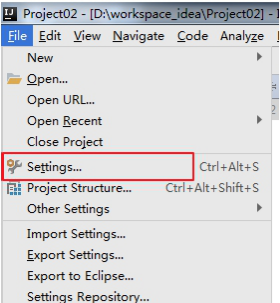 Project02 - [D:\workspace_idea\Project02] -
File Edit View Navigate Code Analyze
New
Open...
Open URL...
Open Recent
Close Project
Settings... Ctrl+Alt+S
Project Structure... Ctrl+Alt+Shift+S
Other Settings
Import Settings...
Export Settings...
Export to Eclipse...
Settings Repository...